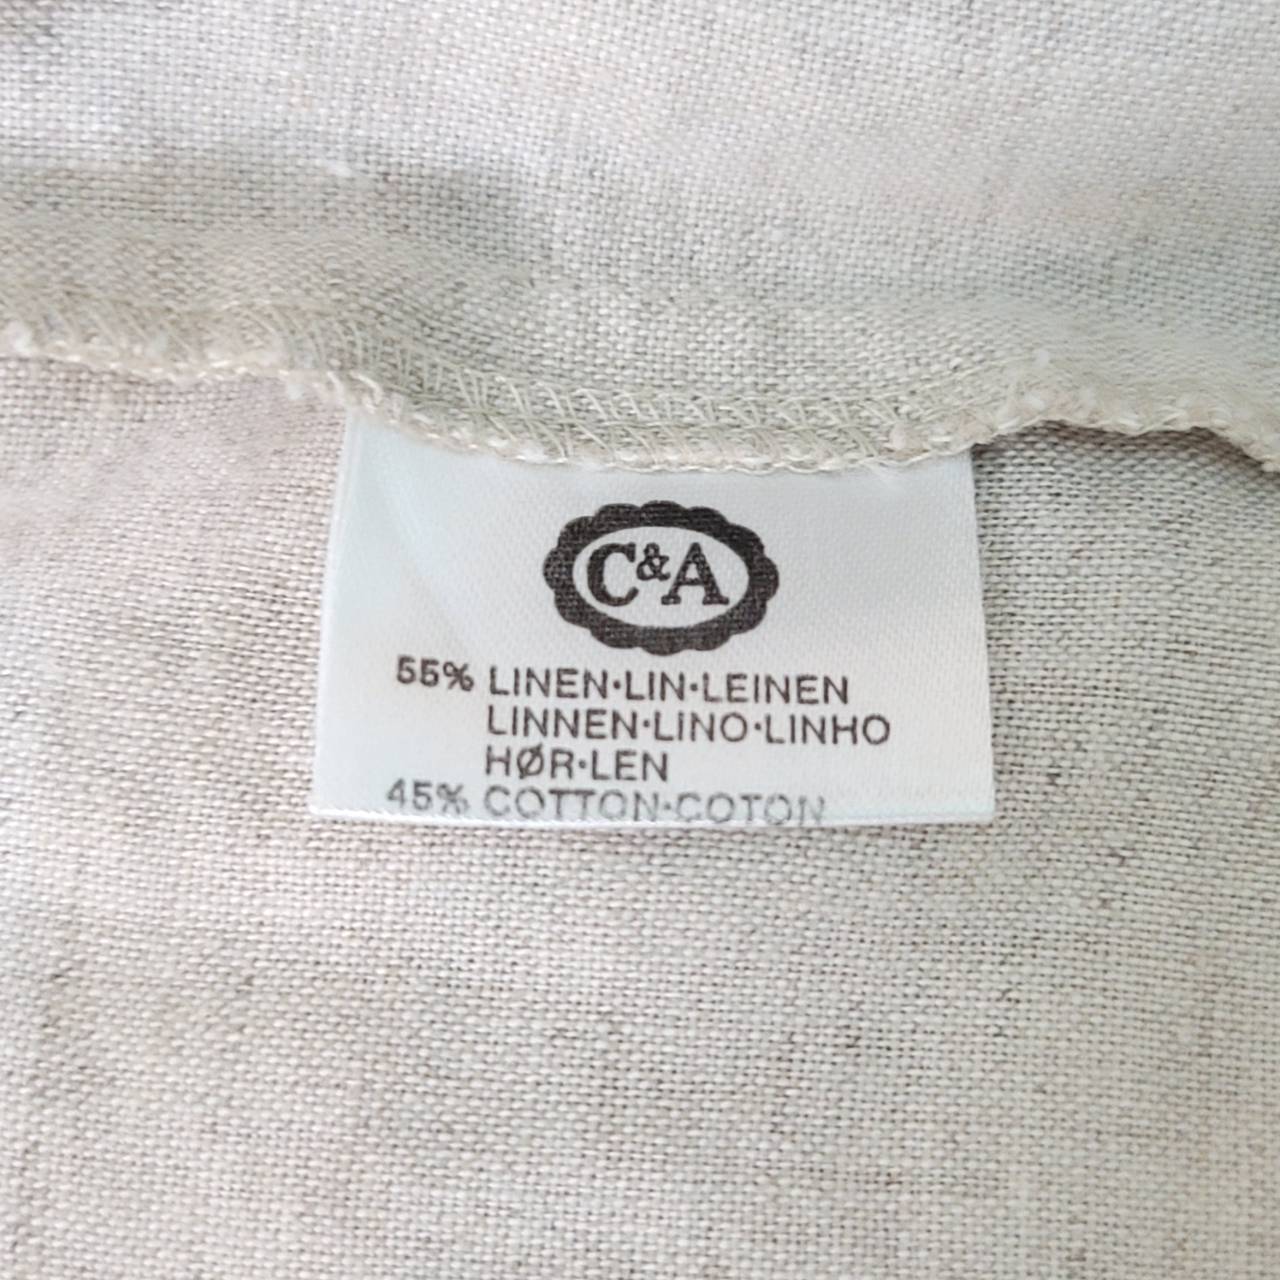 C&A
55% LINEN·LIN·LEINEN
LINNEN·LINO·LINHO
HØR·LEN
45% COTTON·COTON